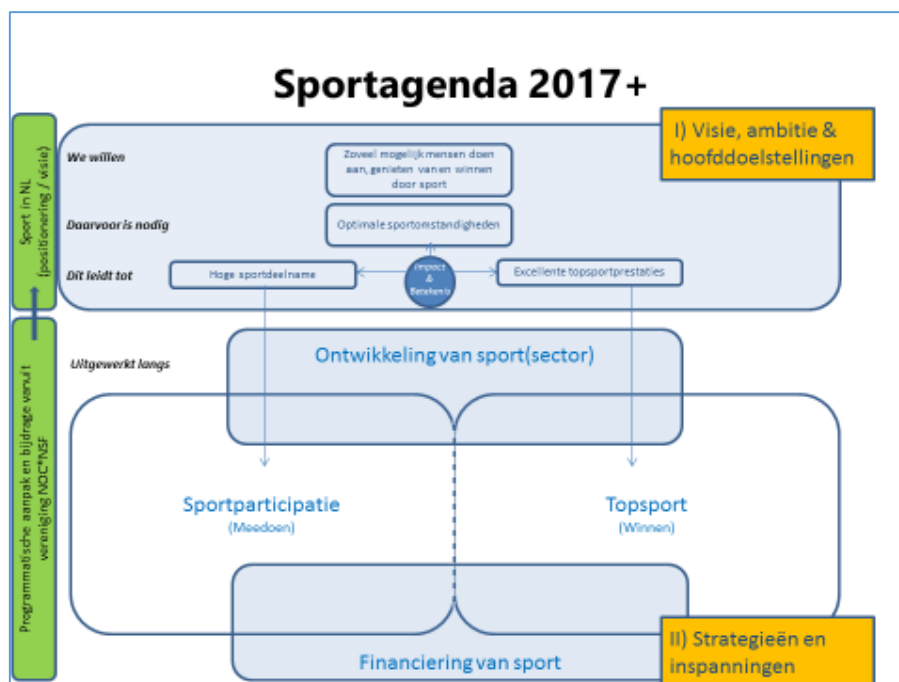 Sportagenda 2017+
I) Visie, ambitie &
hoofddoelstellingen
Sport in NL
(positionering / visie)
We willen
Zoveel mogelijk mensen doen
aan, genieten van en winnen
door sport
Daarvoor is nodig
Optimale sportomstandigheden
Dit leidt tot
Hoge sportdeelname
Impact
&
Betekenis
Excellente topsportprestaties
Programmatische aanpak en bijdrage vanuit
vereniging NOC*NSF
Uitgewerkt langs
Ontwikkeling van sport(sector)
Sportparticipatie
(Meedoen)
Topsport
(Winnen)
Financiering van sport
II) Strategieën en
inspanningen